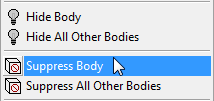 Hide Body
Hide All Other Bodies
Suppress Body
Suppress All Other Bodies